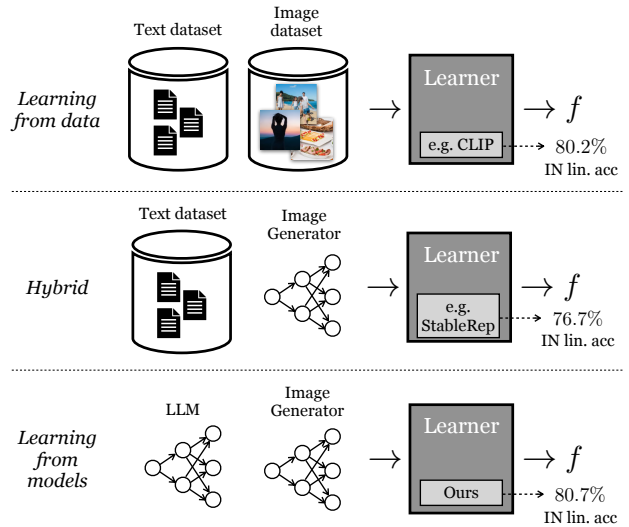 Text dataset
Image
dataset
Learning
from data
Learner
e.g. CLIP
f
80.2%
IN lin. acc
Text dataset
Image
Generator
Hybrid
Learner
e.g.
StableRep
f
76.7%
IN lin. acc
LLM
Image
Generator
Learning
from
models
Learner
Ours
f
80.7%
IN lin. acc